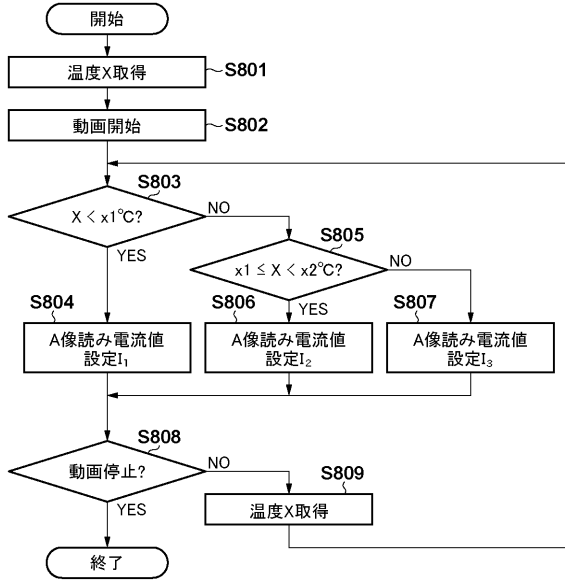 開始
温度X取得
S801
動画開始
S802
S803
X < x1℃?
NO
YES
S805
x1 ≤ X < x2℃?
NO
YES
S804
A像読み電流値
設定I₁
S806
A像読み電流値
設定I₂
S807
A像読み電流値
設定I₃
S808
動画停止?
NO
YES
S809
温度X取得
終了